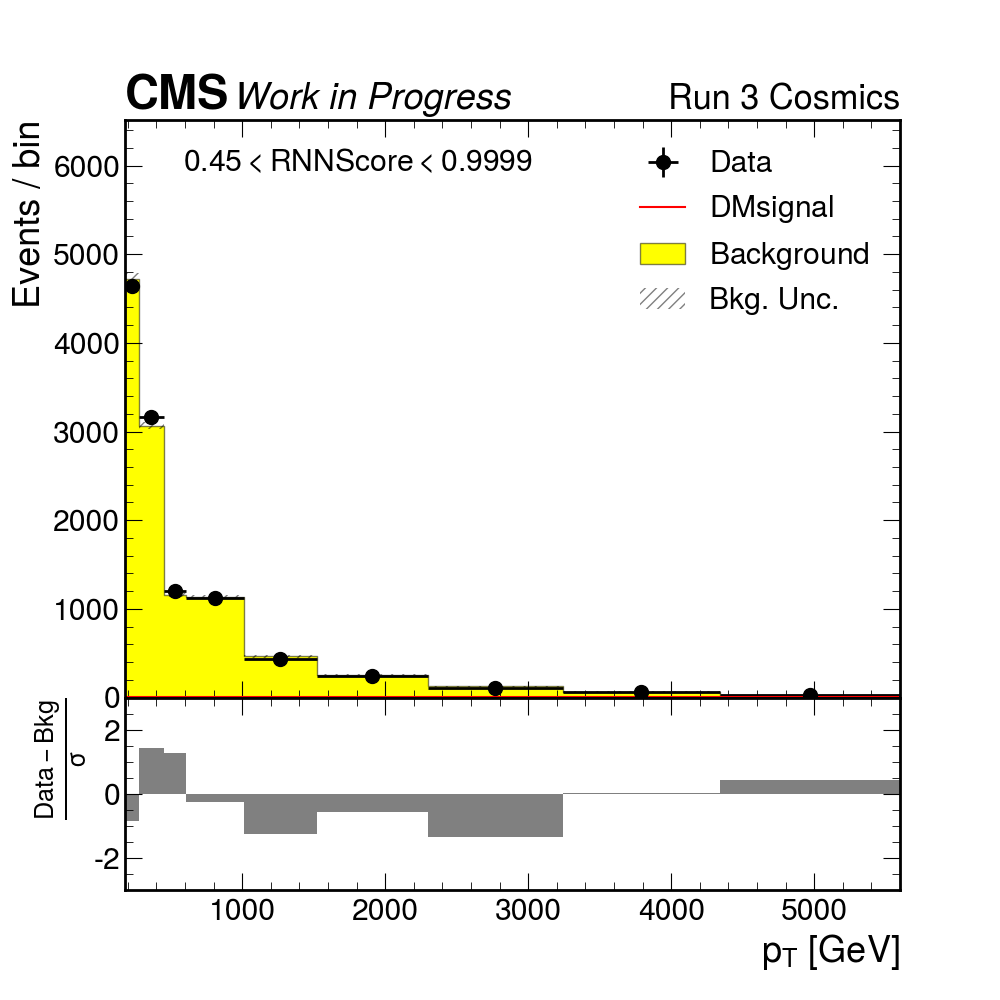 CMS Work in Progress Run 3 Cosmics
Events / bin
0.45 < RNNScore < 0.9999
Data
DMsignal
Background
Bkg. Unc.
6000
5000
4000
3000
2000
1000
0
Data – Bkg
σ
2
0
-2
1000 2000 3000 4000 5000
pT [GeV]